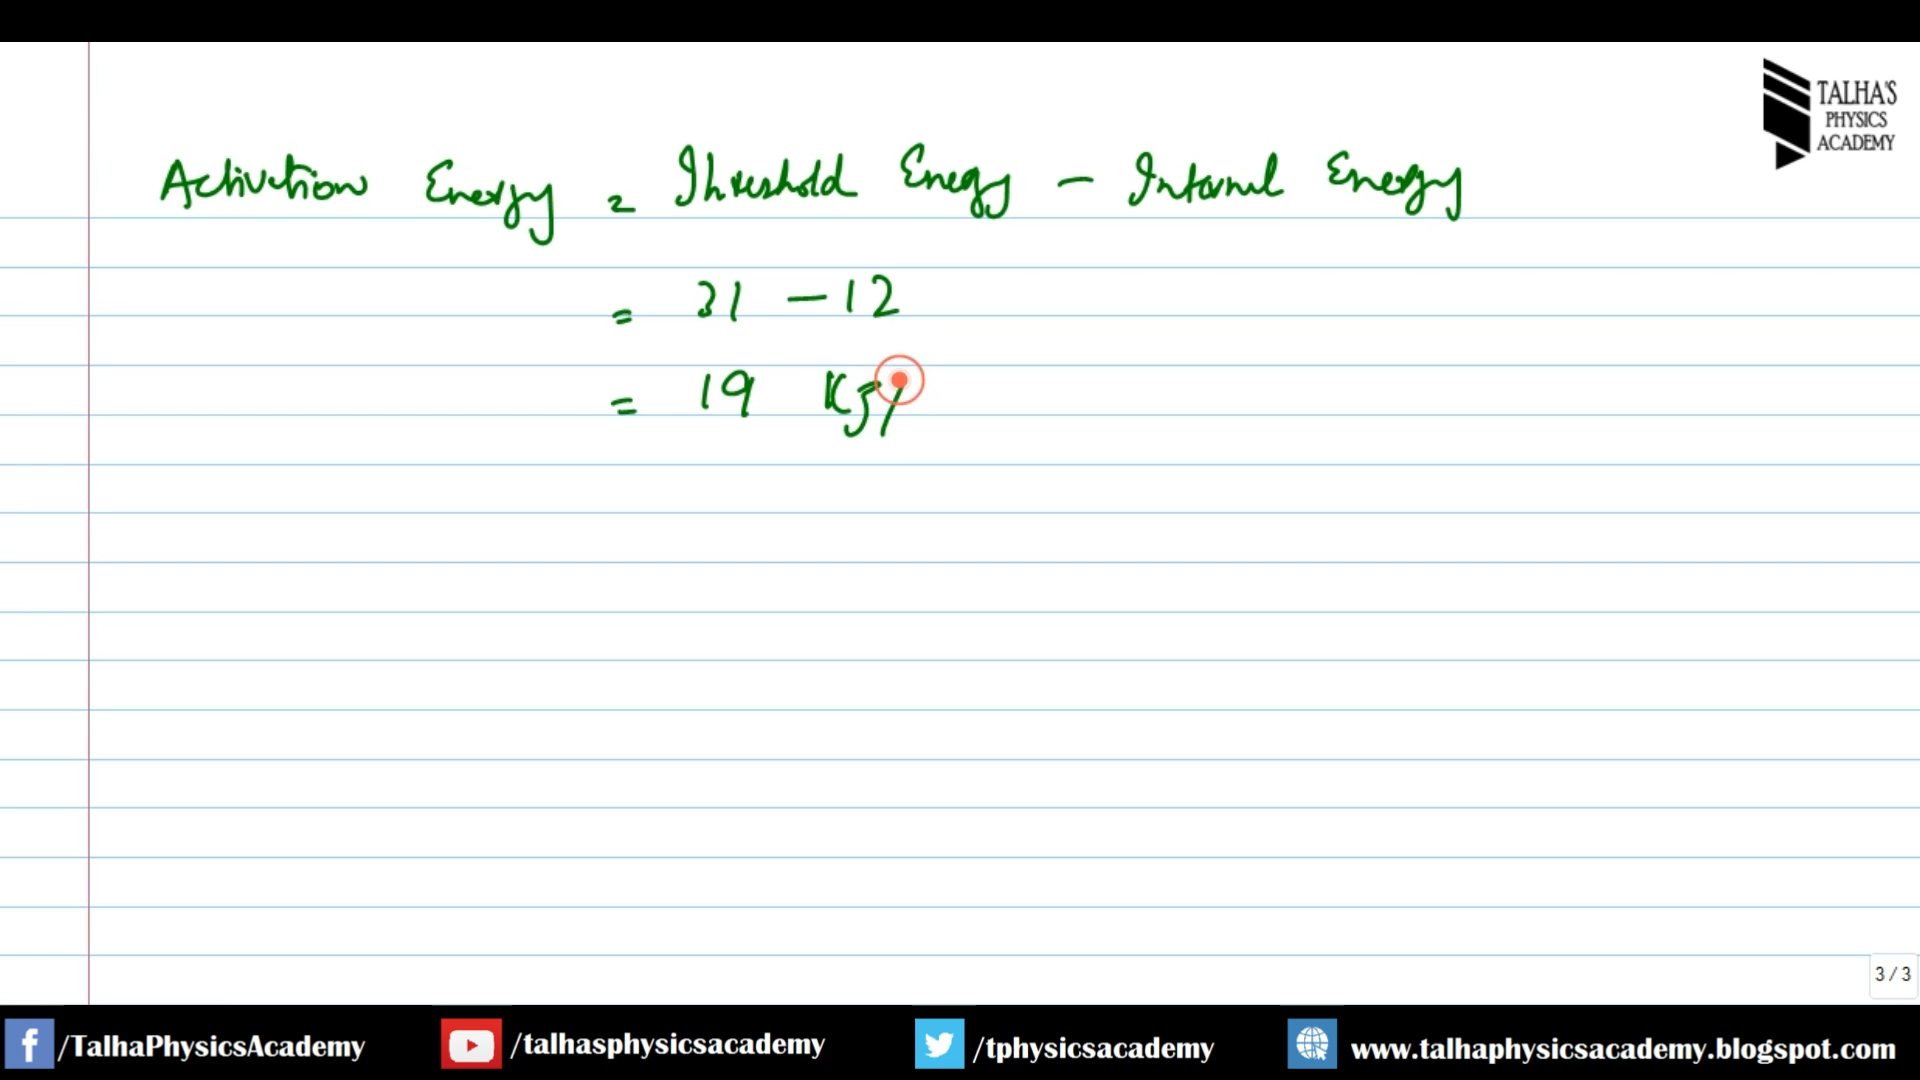 TALHA'S
PHYSICS
ACADEMY
Activation Energy = Threshold Energy - Internal Energy
= 31 - 12
= 19 KJ/
3/3
/TalhaPhysicsAcademy
/talhasphysicsacademy
/tphysicsacademy
www.talhaphysicsacademy.blogspot.com